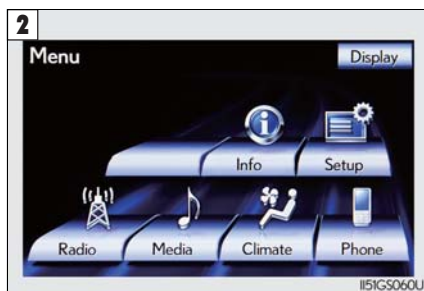 2
Menu
Display
Info
Setup
Radio
Media
Climate
Phone
II51GS060U